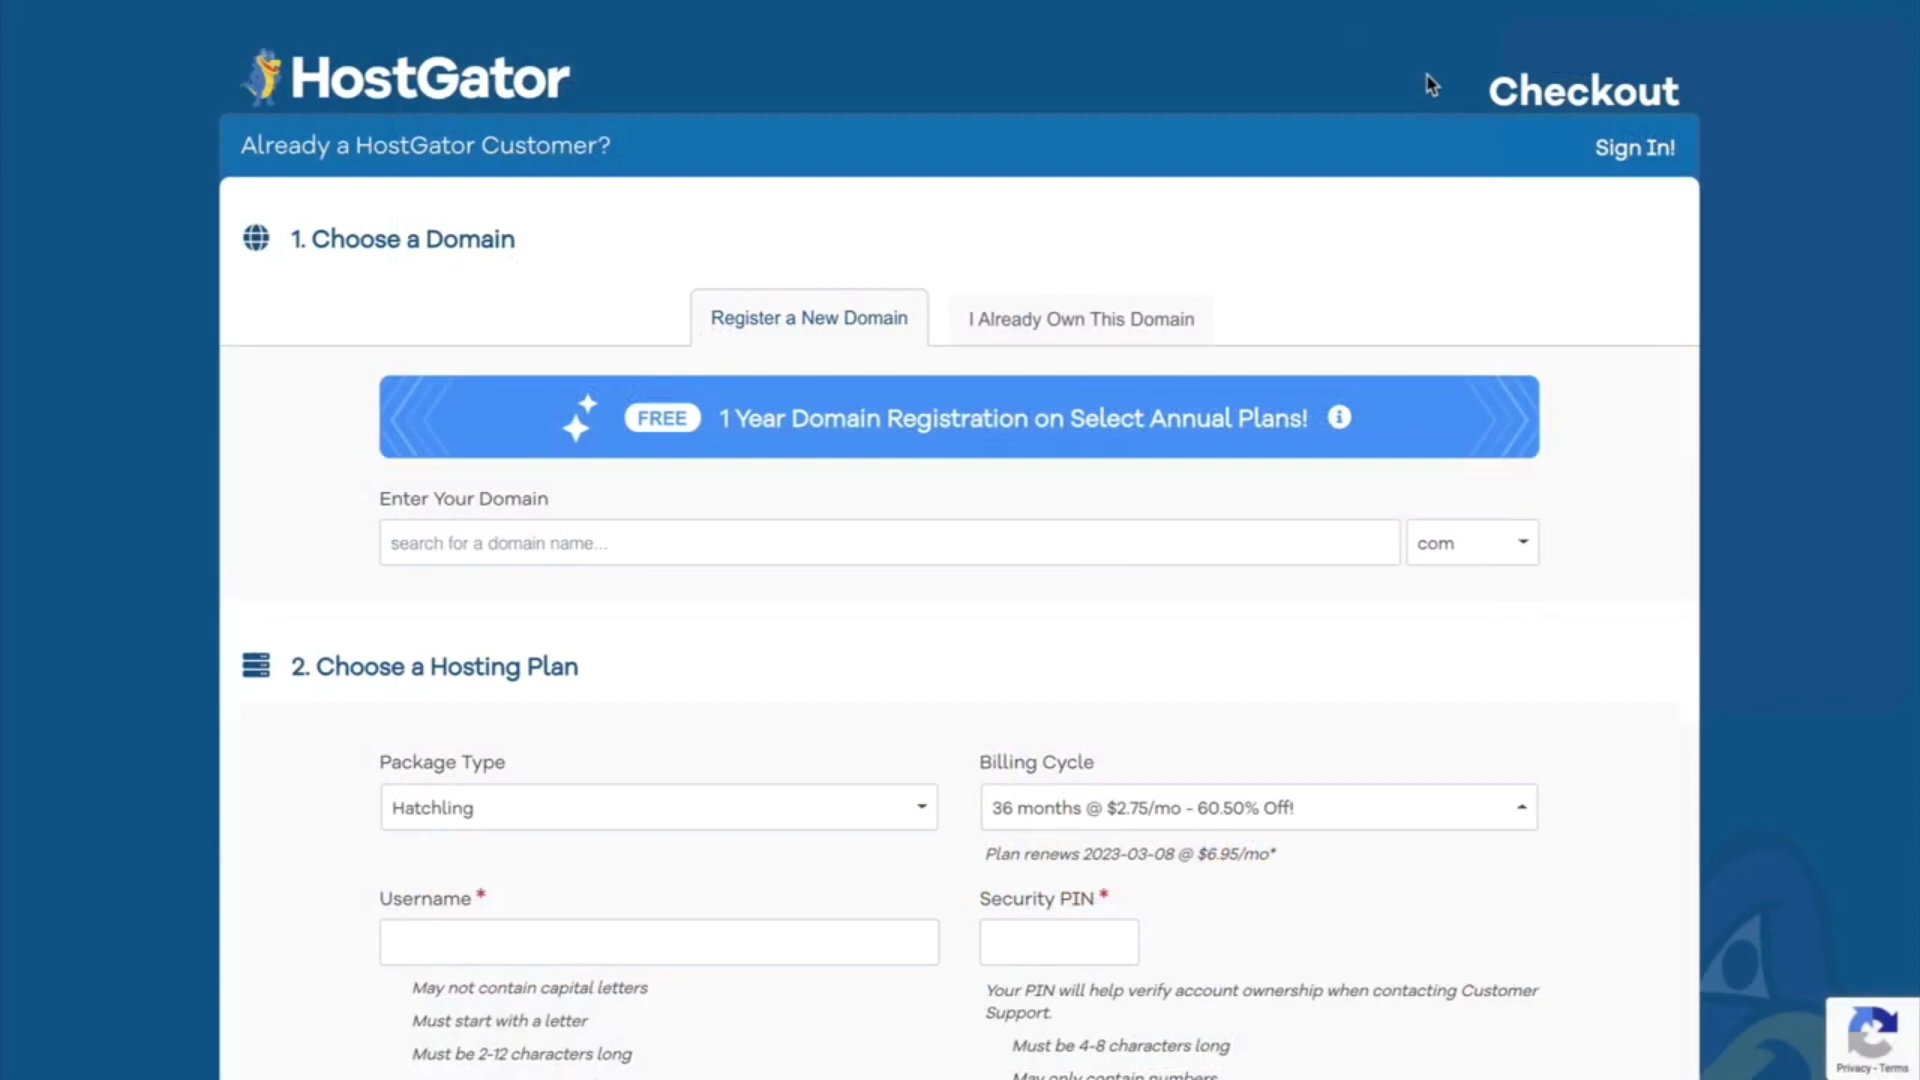 HostGator
Checkout
Already a HostGator Customer?
Sign In!
1. Choose a Domain
Register a New Domain
I Already Own This Domain
FREE 1 Year Domain Registration on Select Annual Plans!
Enter Your Domain
search for a domain name...
com
2. Choose a Hosting Plan
Package Type
Billing Cycle
Hatchling
36 months @ $2.75/mo - 60.50% Off!
Plan renews 2023-03-08 @ $6.95/mo*
Username *
Security PIN *
May not contain capital letters
Must start with a letter
Must be 2-12 characters long
Your PIN will help verify account ownership when contacting Customer
Support.
Must be 4-8 characters long
May only contain numbers
Privacy - Terms